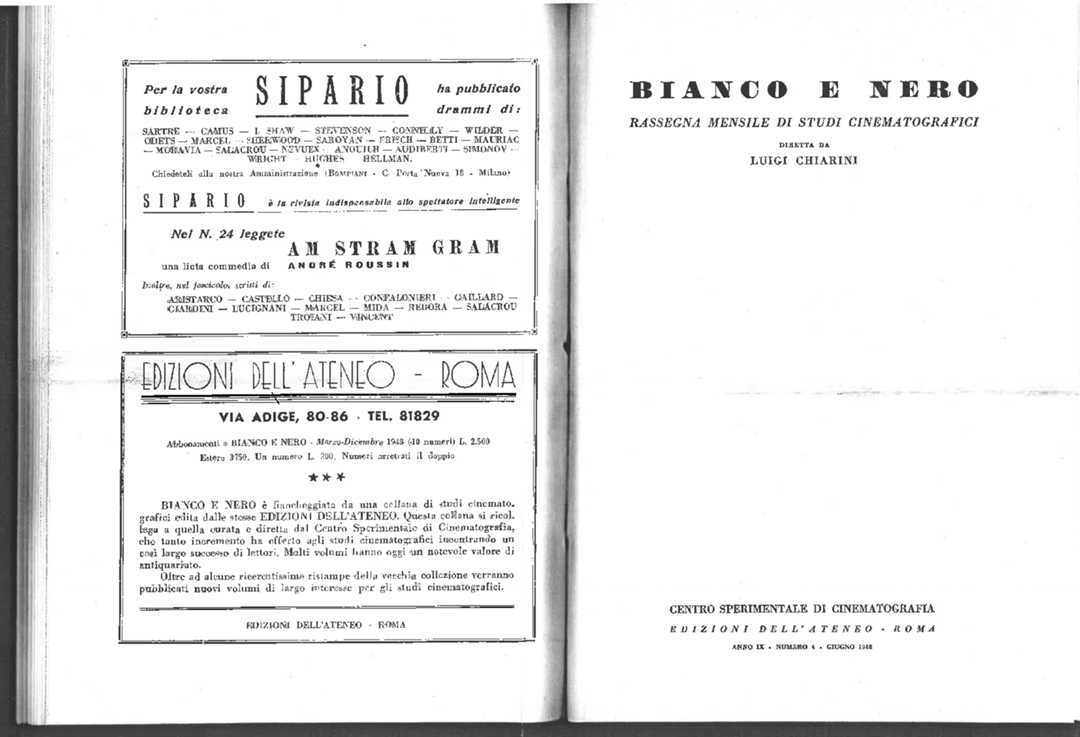 Per la vostra biblioteca
SIPARIO
ha pubblicato drammi di:
SARTRE — CAMUS — I. SHAW — STEVENSON — CONNELLY — WILDER —
ODETS — MARCEL — SHERWOOD — SAROYAN — FRISCH — BETTI — MAURIAC
— MORAVIA — SALACROU — NEVUEX - ANOUILH — AUDIBERTI — SIMONOV -
WRIGHT - HUGHES HELLMAN.
Chiedeteli alla nostra Amministrazione (BOMPIANI - C. Porta Nuova 18 - Milano)
SIPARIO è la rivista indispensabile allo spettatore intelligente
Nel N. 24 leggete
AM STRAM GRAM
una lieta commedia di ANDRÉ ROUSSIN
Inoltre, nel fascicolo, scritti di:
ARISTARCO — CASTELLO — CHIESA — CONFALONIERI — GAILLARD —
GIARDINI — LUCIGNANI — MARCEL — MIDA — REBORA — SALACROU
TROIANI — VINCENT
EDIZIONI DELL'ATENEO - ROMA
VIA ADIGE, 80-86 - TEL. 81829
Abbonamenti a BIANCO E NERO - Marzo-Dicembre 1948 (10 numeri) L. 2.500
Estero 3750. Un numero L. 280. Numeri arretrati il doppio
★★★
BIANCO E NERO è fiancheggiata da una collana di studi cinemato-
grafici edita dalle stesse EDIZIONI DELL'ATENEO. Questa collana si ricol-
lega a quella curata e diretta dal Centro Sperimentale di Cinematografia,
che tanto incremento ha offerto agli studi cinematografici incontrando un
così largo successo di lettori. Molti volumi hanno oggi un notevole valore di
antiquariato.
Oltre ad alcune ricercatissime ristampe della vecchia collezione verranno
pubblicati nuovi volumi di largo interesse per gli studi cinematografici.
EDIZIONI DELL'ATENEO - ROMA
BIANCO E NERO
RASSEGNA MENSILE DI STUDI CINEMATOGRAFICI
DIRETTA DA
LUIGI CHIARINI
CENTRO SPERIMENTALE DI CINEMATOGRAFIA
EDIZIONI DELL'ATENEO - ROMA
ANNO IX - NUMERO 4 - GIUGNO 1948